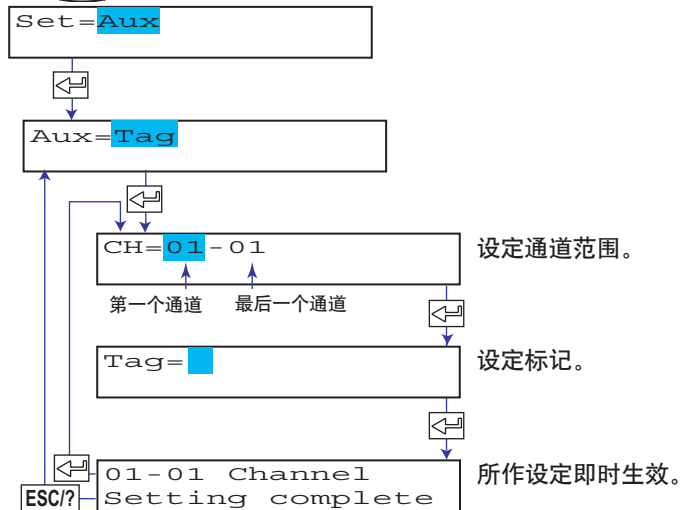 Set=Aux
Aux=Tag
CH=01-01
设定通道范围。
第一个通道 最后一个通道
Tag=
设定标记。
01-01 Channel
所作设定即时生效。
ESC/?
Setting complete